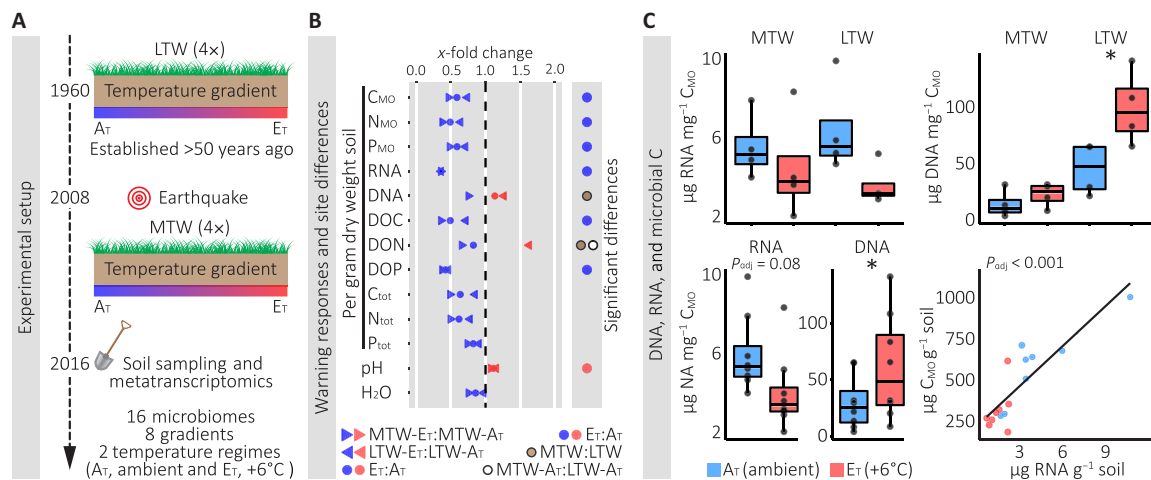 A
Experimental setup
LTW (4×)
1960
Temperature gradient
AT
ET
Established >50 years ago
2008
Earthquake
MTW (4×)
Temperature gradient
AT
ET
2016
Soil sampling and
metatranscriptomics
16 microbiomes
8 gradients
2 temperature regimes
(AT, ambient and ET, +6°C )
B
Warning responses and site differences
x-fold change
0.0 0.5 1.0 1.5 2.0
Per gram dry weight soil
CMO
NMO
PMO
RNA
DNA
DOC
DON
DOP
Ctot
Ntot
Ptot
pH
H2O
Significant differences
MTW-ET:MTW-AT
LTW-ET:LTW-AT
ET:AT
ET:AT
MTW:LTW
MTW-AT:LTW-AT
C
DNA, RNA, and microbial C
MTW LTW
µg RNA mg−1 CMO
10
6
2
MTW LTW
*
µg DNA mg−1 CMO
100
50
0
RNA DNA
Padj = 0.08 *
µg NA mg−1 CMO
10
6
2
100
50
0
Padj < 0.001
µg CMO g−1 soil
1000
750
500
250
3 6 9
µg RNA g−1 soil
AT (ambient) ET (+6°C)